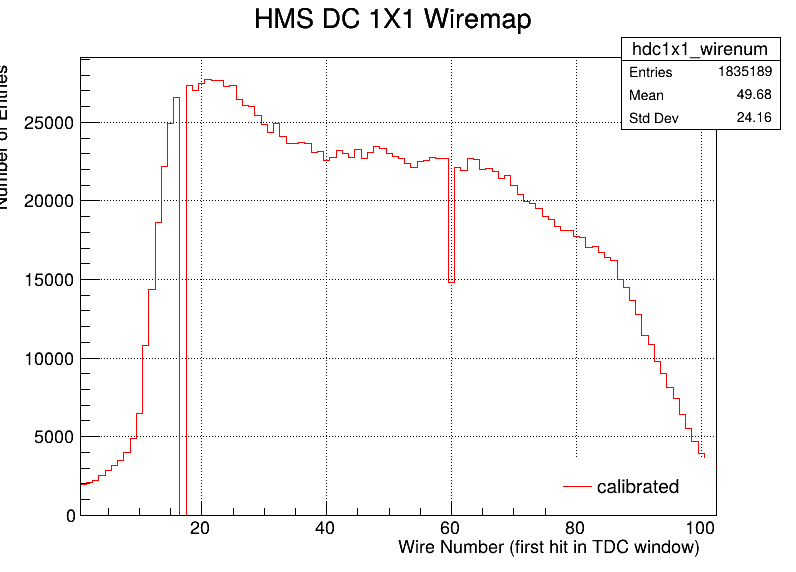 HMS DC 1X1 Wiremap
hdc1x1_wirenum
Entries 1835189
Mean 49.68
Std Dev 24.16
Number of Entries
25000
20000
15000
10000
5000
0
20 40 60 80 100
calibrated
Wire Number (first hit in TDC window)